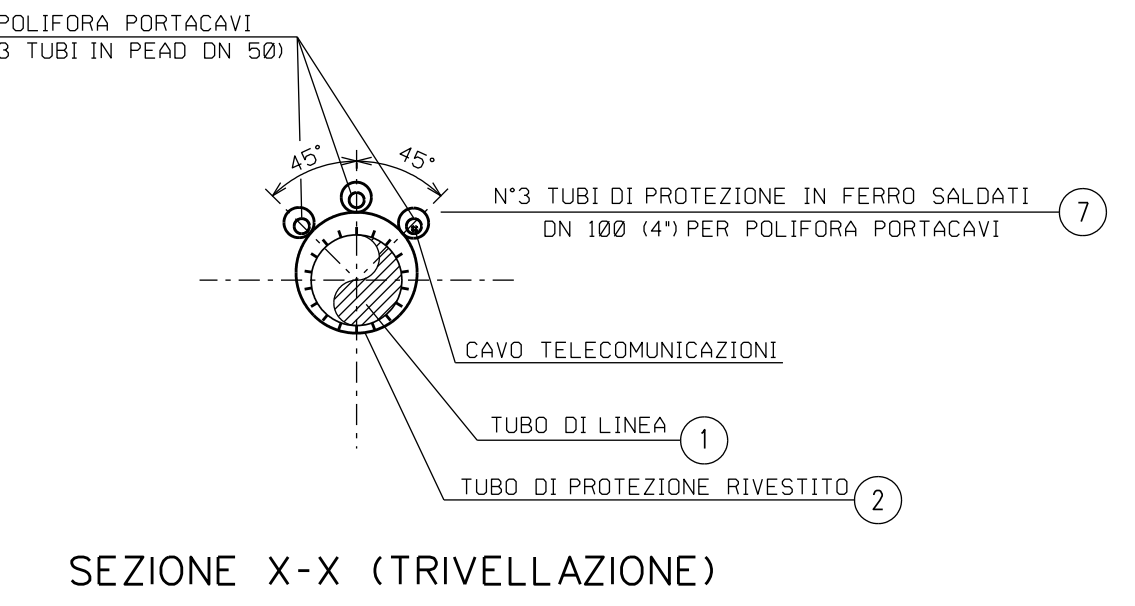 POLIFORA PORTACAVI
3 TUBI IN PEAD DN 50)
45° 45°
N°3 TUBI DI PROTEZIONE IN FERRO SALDATI
7
DN 100 (4") PER POLIFORA PORTACAVI
CAVO TELECOMUNICAZIONI
TUBO DI LINEA 1
TUBO DI PROTEZIONE RIVESTITO 2
SEZIONE X-X (TRIVELLAZIONE)